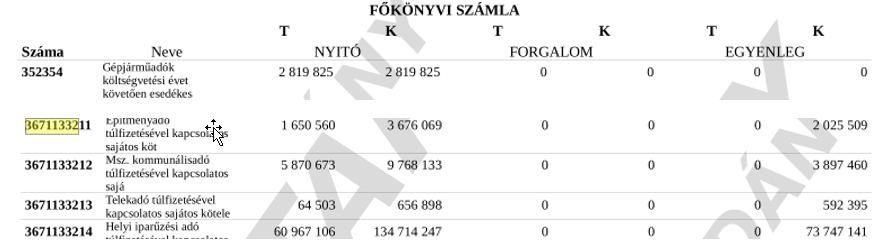 FŐKÖNYVI SZÁMLA
T K T K T K
Száma Neve NYITÓ FORGALOM EGYENLEG
352354 Gépjárműadók 2 819 825 2 819 825 0 0 0 0
költségvetési évet
követően esedékes
3671133211 Építményadó 1 650 560 3 676 069 0 0 0 2 025 509
túlfizetésével kapcsolatos
sajátos köt
3671133212 Msz. kommunálisadó 5 870 673 9 768 133 0 0 0 3 897 460
túlfizetésével kapcsolatos
sajá
3671133213 Telekadó túlfizetésével 64 503 656 898 0 0 0 592 395
kapcsolatos sajátos kötele
3671133214 Helyi iparűzési adó 60 967 106 134 714 247 0 0 0 73 747 141
túlfizetésével kapcsolatos